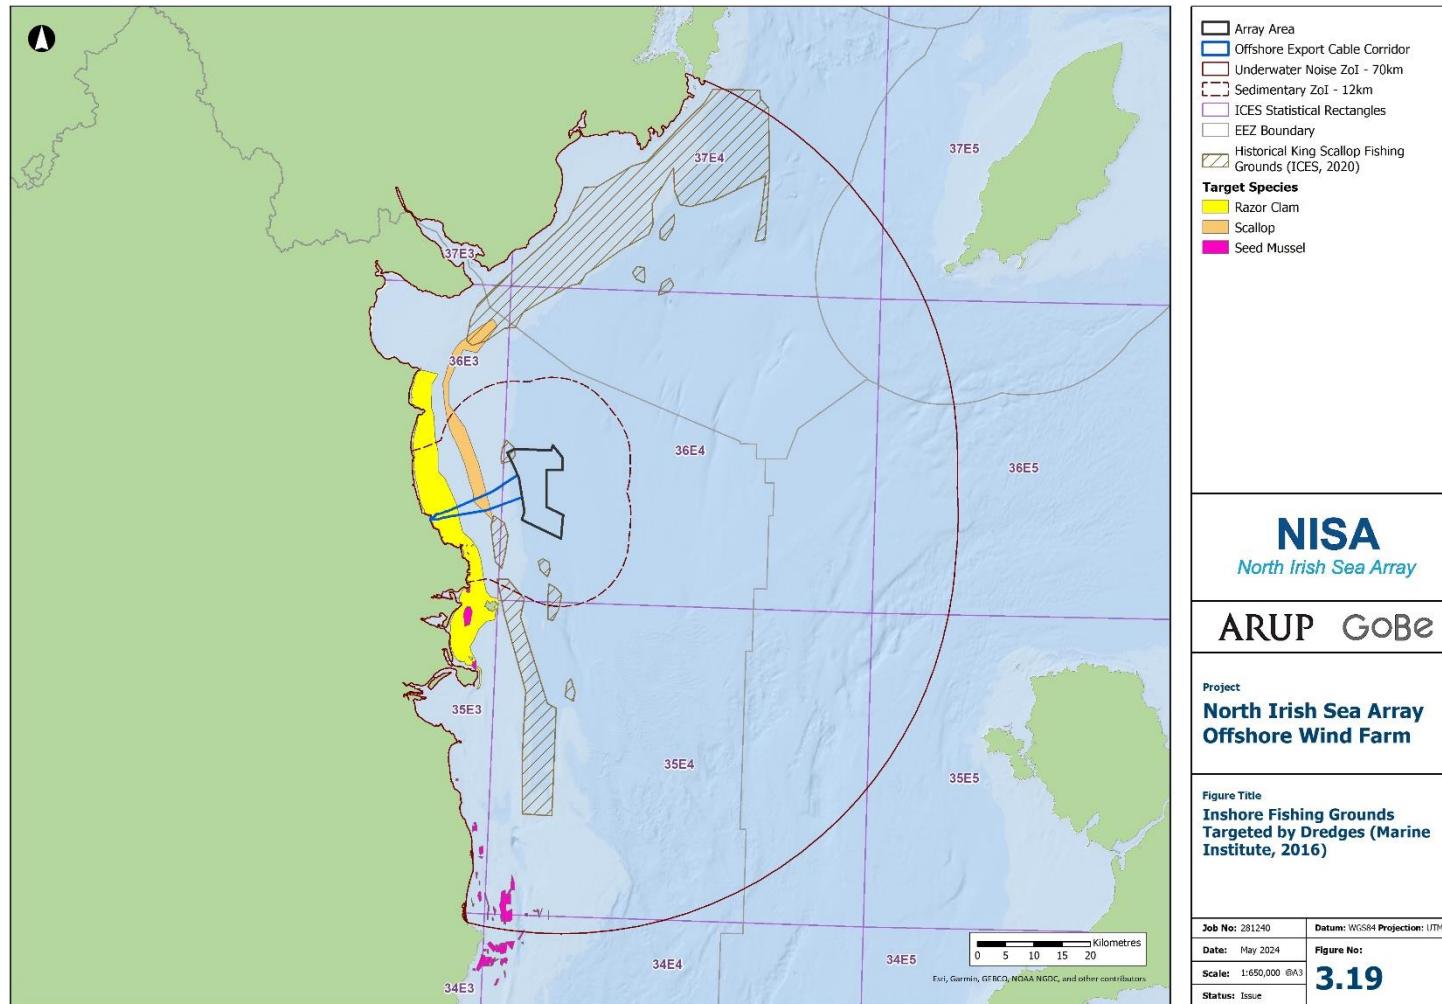 37E4
37E5
37E3
36E3
36E4
36E5
35E3
35E4
35E5
34E3
34E4
34E5
Kilometres
0 5 10 20
Esri, Garmin, GEBCO, NOAA NGDC, and other contributors
Array Area
Offshore Export Cable Corridor
Underwater Noise ZoI - 70km
Sedimentary ZoI - 12km
ICES Statistical Rectangles
EEZ Boundary
Historical King Scallop Fishing
Grounds (ICES, 2020)
Target Species
Razor Clam
Scallop
Seed Mussel
NISA
North Irish Sea Array
ARUP GoBe
Project
North Irish Sea Array
Offshore Wind Farm
Figure Title
Inshore Fishing Grounds
Targeted by Dredges (Marine
Institute, 2016)
Job No: 281240
Datum: WGS84 Projection: UTM
Date: May 2024
Figure No:
Scale: 1:650,000 @A3
3.19
Status: Issue